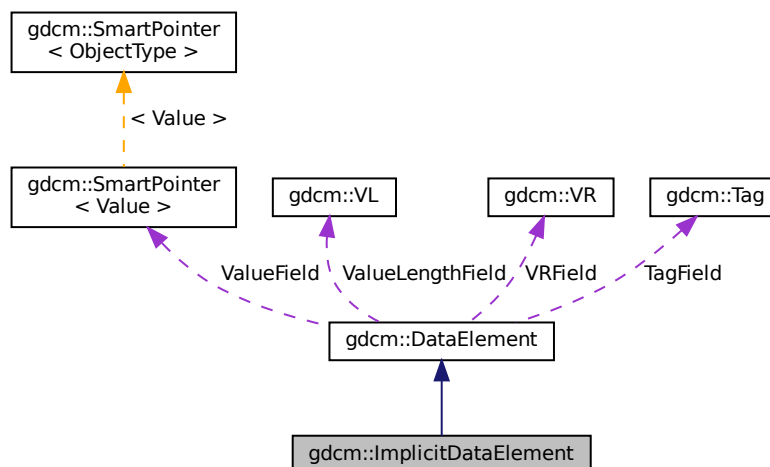 gdcm::SmartPointer
< ObjectType >
< Value >
gdcm::SmartPointer
< Value >
gdcm::VL
gdcm::VR
gdcm::Tag
ValueField
ValueLengthField
VRField
TagField
gdcm::DataElement
gdcm::ImplicitDataElement